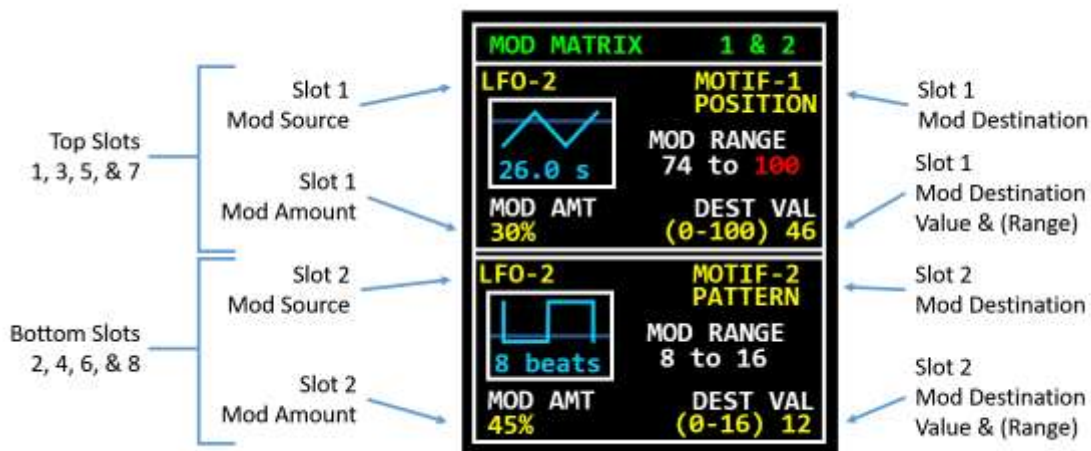 MOD MATRIX 1 & 2
LFO-2
MOTIF-1
POSITION
26.0 s
MOD RANGE
74 to 100
MOD AMT
30%
DEST VAL
(0-100) 46
LFO-2
MOTIF-2
PATTERN
8 beats
MOD RANGE
8 to 16
MOD AMT
45%
DEST VAL
(0-16) 12
Top Slots
1, 3, 5, & 7
Slot 1
Mod Source
Slot 1
Mod Amount
Bottom Slots
2, 4, 6, & 8
Slot 2
Mod Source
Slot 2
Mod Amount
Slot 1
Mod Destination
Slot 1
Mod Destination
Value & (Range)
Slot 2
Mod Destination
Slot 2
Mod Destination
Value & (Range)